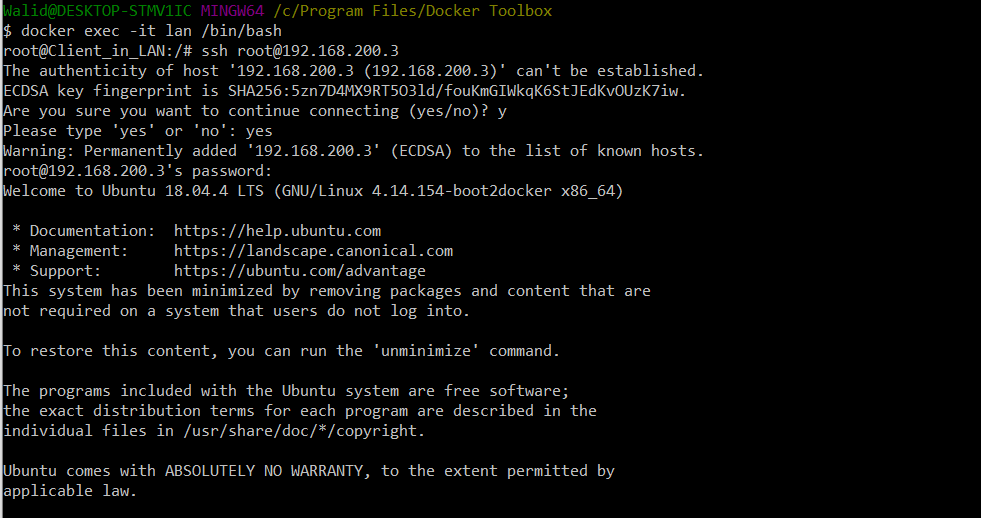 Walid@DESKTOP-STMV1IC MINGW64 /c/Program Files/Docker Toolbox
$ docker exec -it lan /bin/bash
root@Client_in_LAN:/# ssh root@192.168.200.3
The authenticity of host '192.168.200.3 (192.168.200.3)' can't be established.
ECDSA key fingerprint is SHA256:5zn7D4MX9RT5O3ld/fouKmGIWkqK6StJEdKvOUzK7iw.
Are you sure you want to continue connecting (yes/no)? y
Please type 'yes' or 'no': yes
Warning: Permanently added '192.168.200.3' (ECDSA) to the list of known hosts.
root@192.168.200.3's password:
Welcome to Ubuntu 18.04.4 LTS (GNU/Linux 4.14.154-boot2docker x86_64)

 * Documentation:  https://help.ubuntu.com
 * Management:     https://landscape.canonical.com
 * Support:        https://ubuntu.com/advantage
This system has been minimized by removing packages and content that are
not required on a system that users do not log into.

To restore this content, you can run the 'unminimize' command.

The programs included with the Ubuntu system are free software;
the exact distribution terms for each program are described in the
individual files in /usr/share/doc/*/copyright.

Ubuntu comes with ABSOLUTELY NO WARRANTY, to the extent permitted by
applicable law.